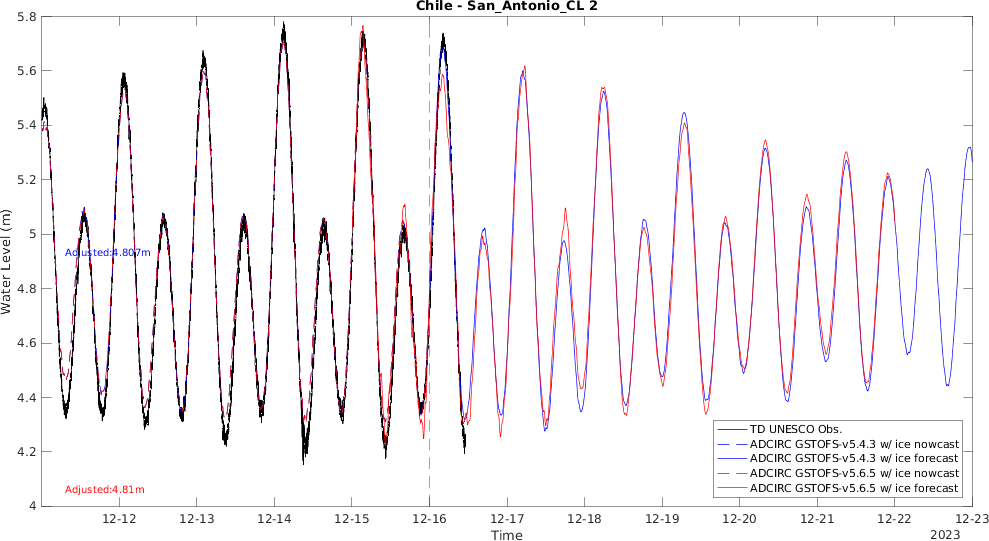 Chile - San_Antonio_CL 2
5.8
5.6
5.4
5.2
5
4.8
4.6
4.4
4.2
4
Water Level (m)
Adjusted:4.807m
Adjusted:4.81m
TD UNESCO Obs.
ADCIRC GSTOFS-v5.4.3 w/ ice nowcast
ADCIRC GSTOFS-v5.4.3 w/ ice forecast
ADCIRC GSTOFS-v5.6.5 w/ ice nowcast
ADCIRC GSTOFS-v5.6.5 w/ ice forecast
12-12 12-13 12-14 12-15 12-16 12-17 12-18 12-19 12-20 12-21 12-22 12-23
Time
2023